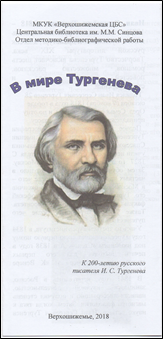 МКУК «Верхошижемская ЦБС»
Центральная библиотека им. М.М. Синцова
Отдел методико-библиографической работы
В мире Тургенева
К 200-летию русского
писателя И. С. Тургенева
Верхошижемье, 2018